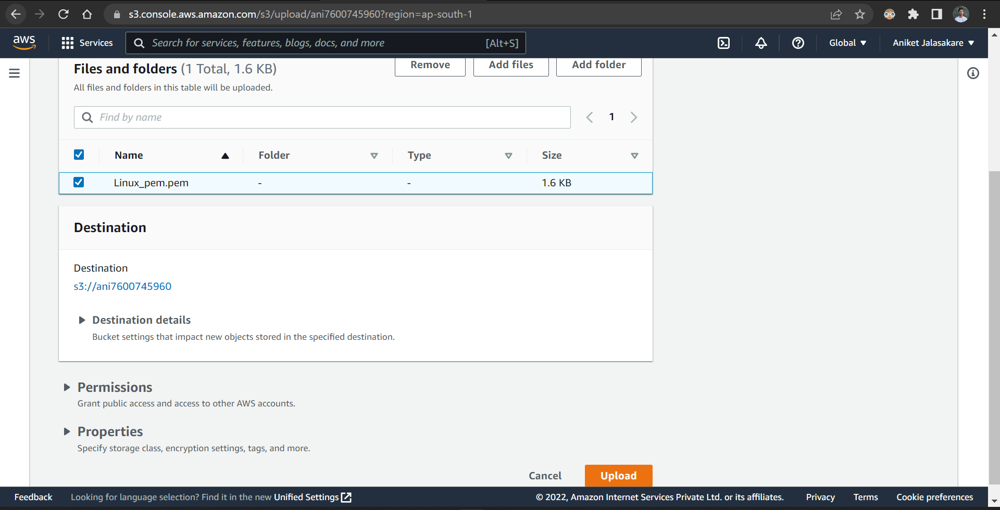 s3.console.aws.amazon.com/s3/upload/ani7600745960?region=ap-south-1
aws
Services
Search for services, features, blogs, docs, and more [Alt+S]
Global
Aniket Jalasakare
Files and folders (1 Total, 1.6 KB)
Remove
Add files
Add folder
All files and folders in this table will be uploaded.
Find by name
1
Name Folder Type Size
Linux_pem.pem - - 1.6 KB
Destination
Destination
s3://ani7600745960
Destination details
Bucket settings that impact new objects stored in the specified destination.
Permissions
Grant public access and access to other AWS accounts.
Properties
Specify storage class, encryption settings, tags, and more.
Cancel
Upload
Feedback
Looking for language selection? Find it in the new Unified Settings
© 2022, Amazon Internet Services Private Ltd. or its affiliates.
Privacy
Terms
Cookie preferences